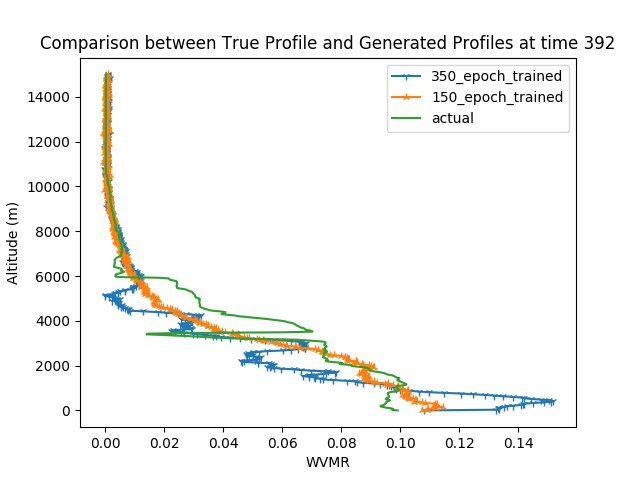 Comparison between True Profile and Generated Profiles at time 392
350_epoch_trained
150_epoch_trained
actual
Altitude (m)
14000
12000
10000
8000
6000
4000
2000
0
0.00 0.02 0.04 0.06 0.08 0.10 0.12 0.14
WVMR